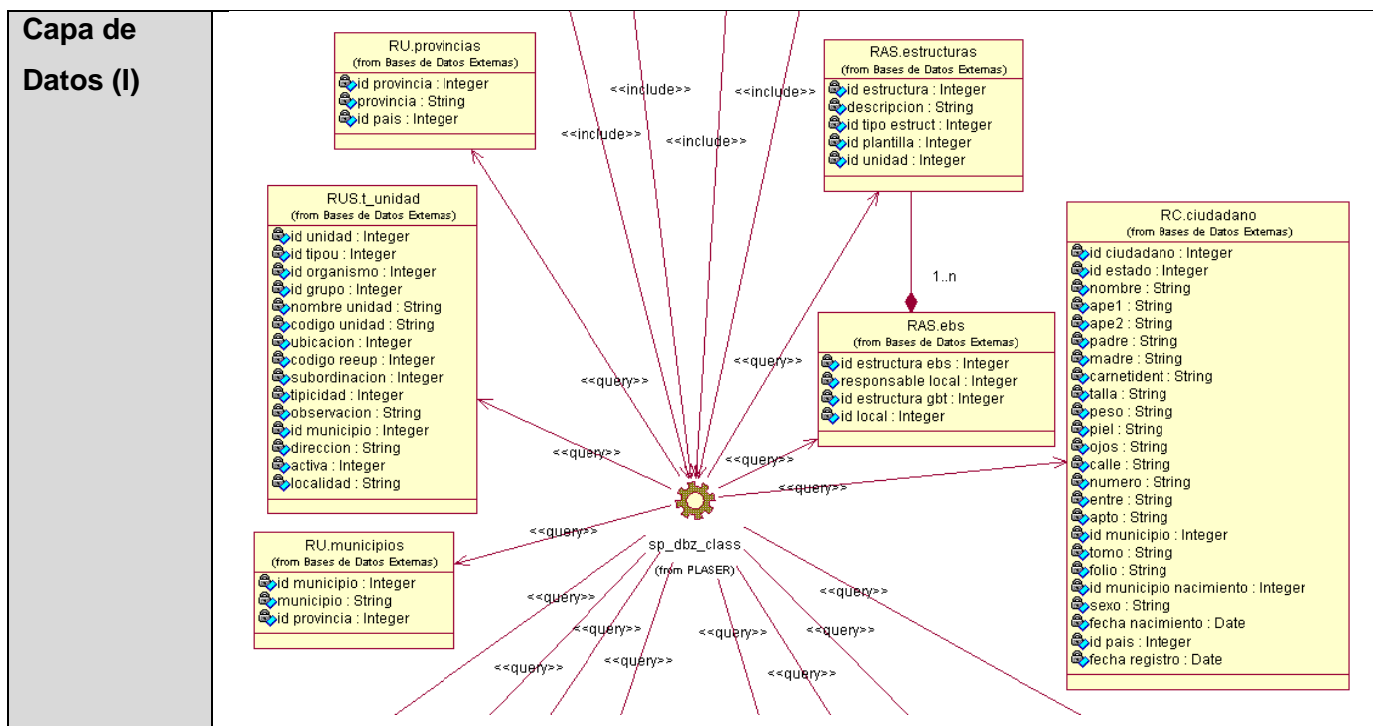 Capa de
Datos (I)
RU.provincias
(from Bases de Datos Externas)
id provincia : Integer
provincia : String
id pais : Integer
<<include>>
<<include>>
<<include>>
<<include>>
RAS.estructuras
(from Bases de Datos Externas)
id estructura : Integer
descripcion : String
id tipo estruct : Integer
id plantilla : Integer
id unidad : Integer
RUS.t_unidad
(from Bases de Datos Externas)
id unidad : Integer
id tipou : Integer
id organismo : Integer
id grupo : Integer
nombre unidad : String
codigo unidad : String
ubicacion : Integer
codigo reeup : Integer
subordinacion : Integer
tipicidad : Integer
observacion : String
id municipio : Integer
direccion : String
activa : Integer
localidad : String
1..n
RAS.ebs
(from Bases de Datos Externas)
id estructura ebs : Integer
responsable local : Integer
id estructura gbt : Integer
id local : Integer
RC.ciudadano
(from Bases de Datos Externas)
id ciudadano : Integer
id estado : Integer
nombre : String
ape1 : String
ape2 : String
padre : String
madre : String
carnetident : String
talla : String
peso : String
piel : String
ojos : String
calle : String
numero : String
entre : String
apto : String
id municipio : Integer
tomo : String
folio : String
id municipio nacimiento : Integer
sexo : String
fecha nacimiento : Date
id pais : Integer
fecha registro : Date
<<query>>
<<query>>
<<query>>
<<query>>
<<query>>
<<query>>
sp_dbz_class
(from PLASER)
RU.municipios
(from Bases de Datos Externas)
id municipio : Integer
municipio : String
id provincia : Integer
<<query>>
<<query>>
<<query>>
<<query>>
<<query>>
<<query>>
<<query>>
<<query>>